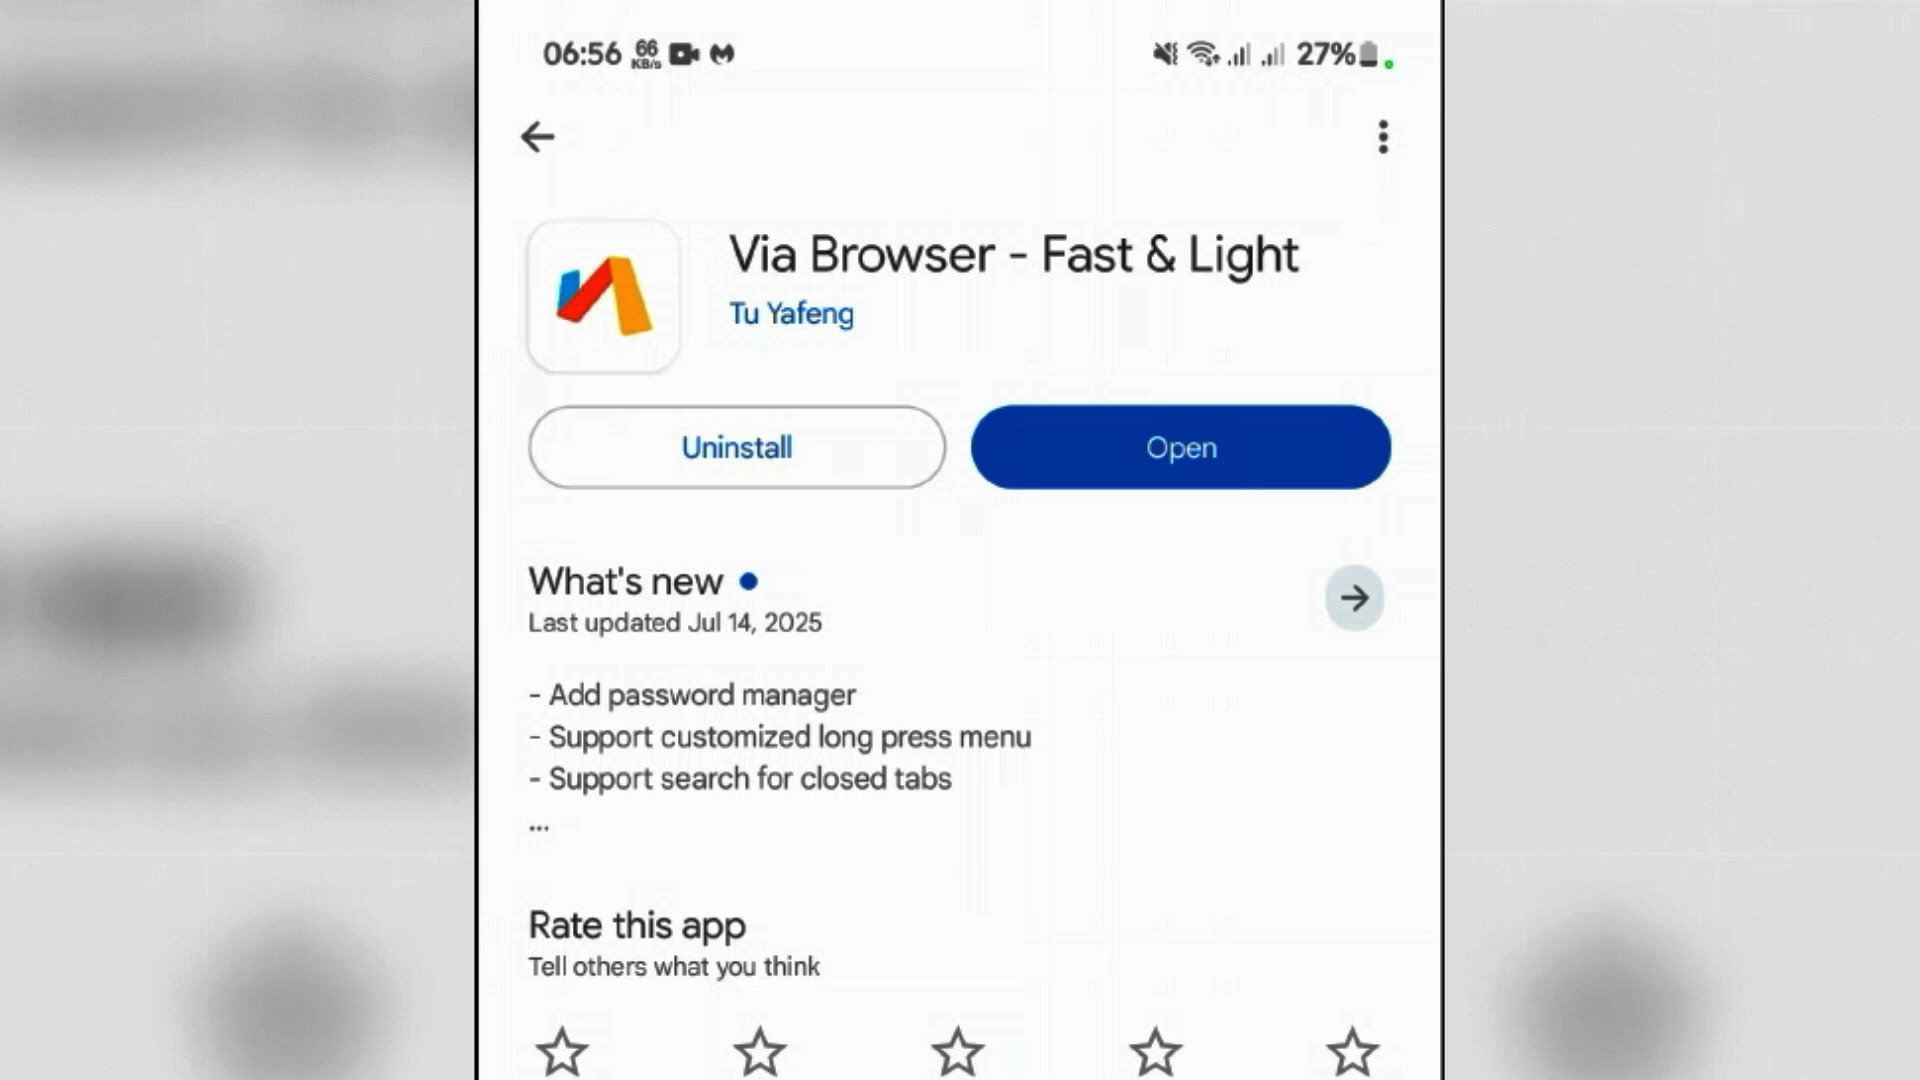 06:56 66 KB/s 27%
Via Browser - Fast & Light
Tu Yafeng
Uninstall Open
What's new
Last updated Jul 14, 2025
- Add password manager
- Support customized long press menu
- Support search for closed tabs
...
Rate this app
Tell others what you think